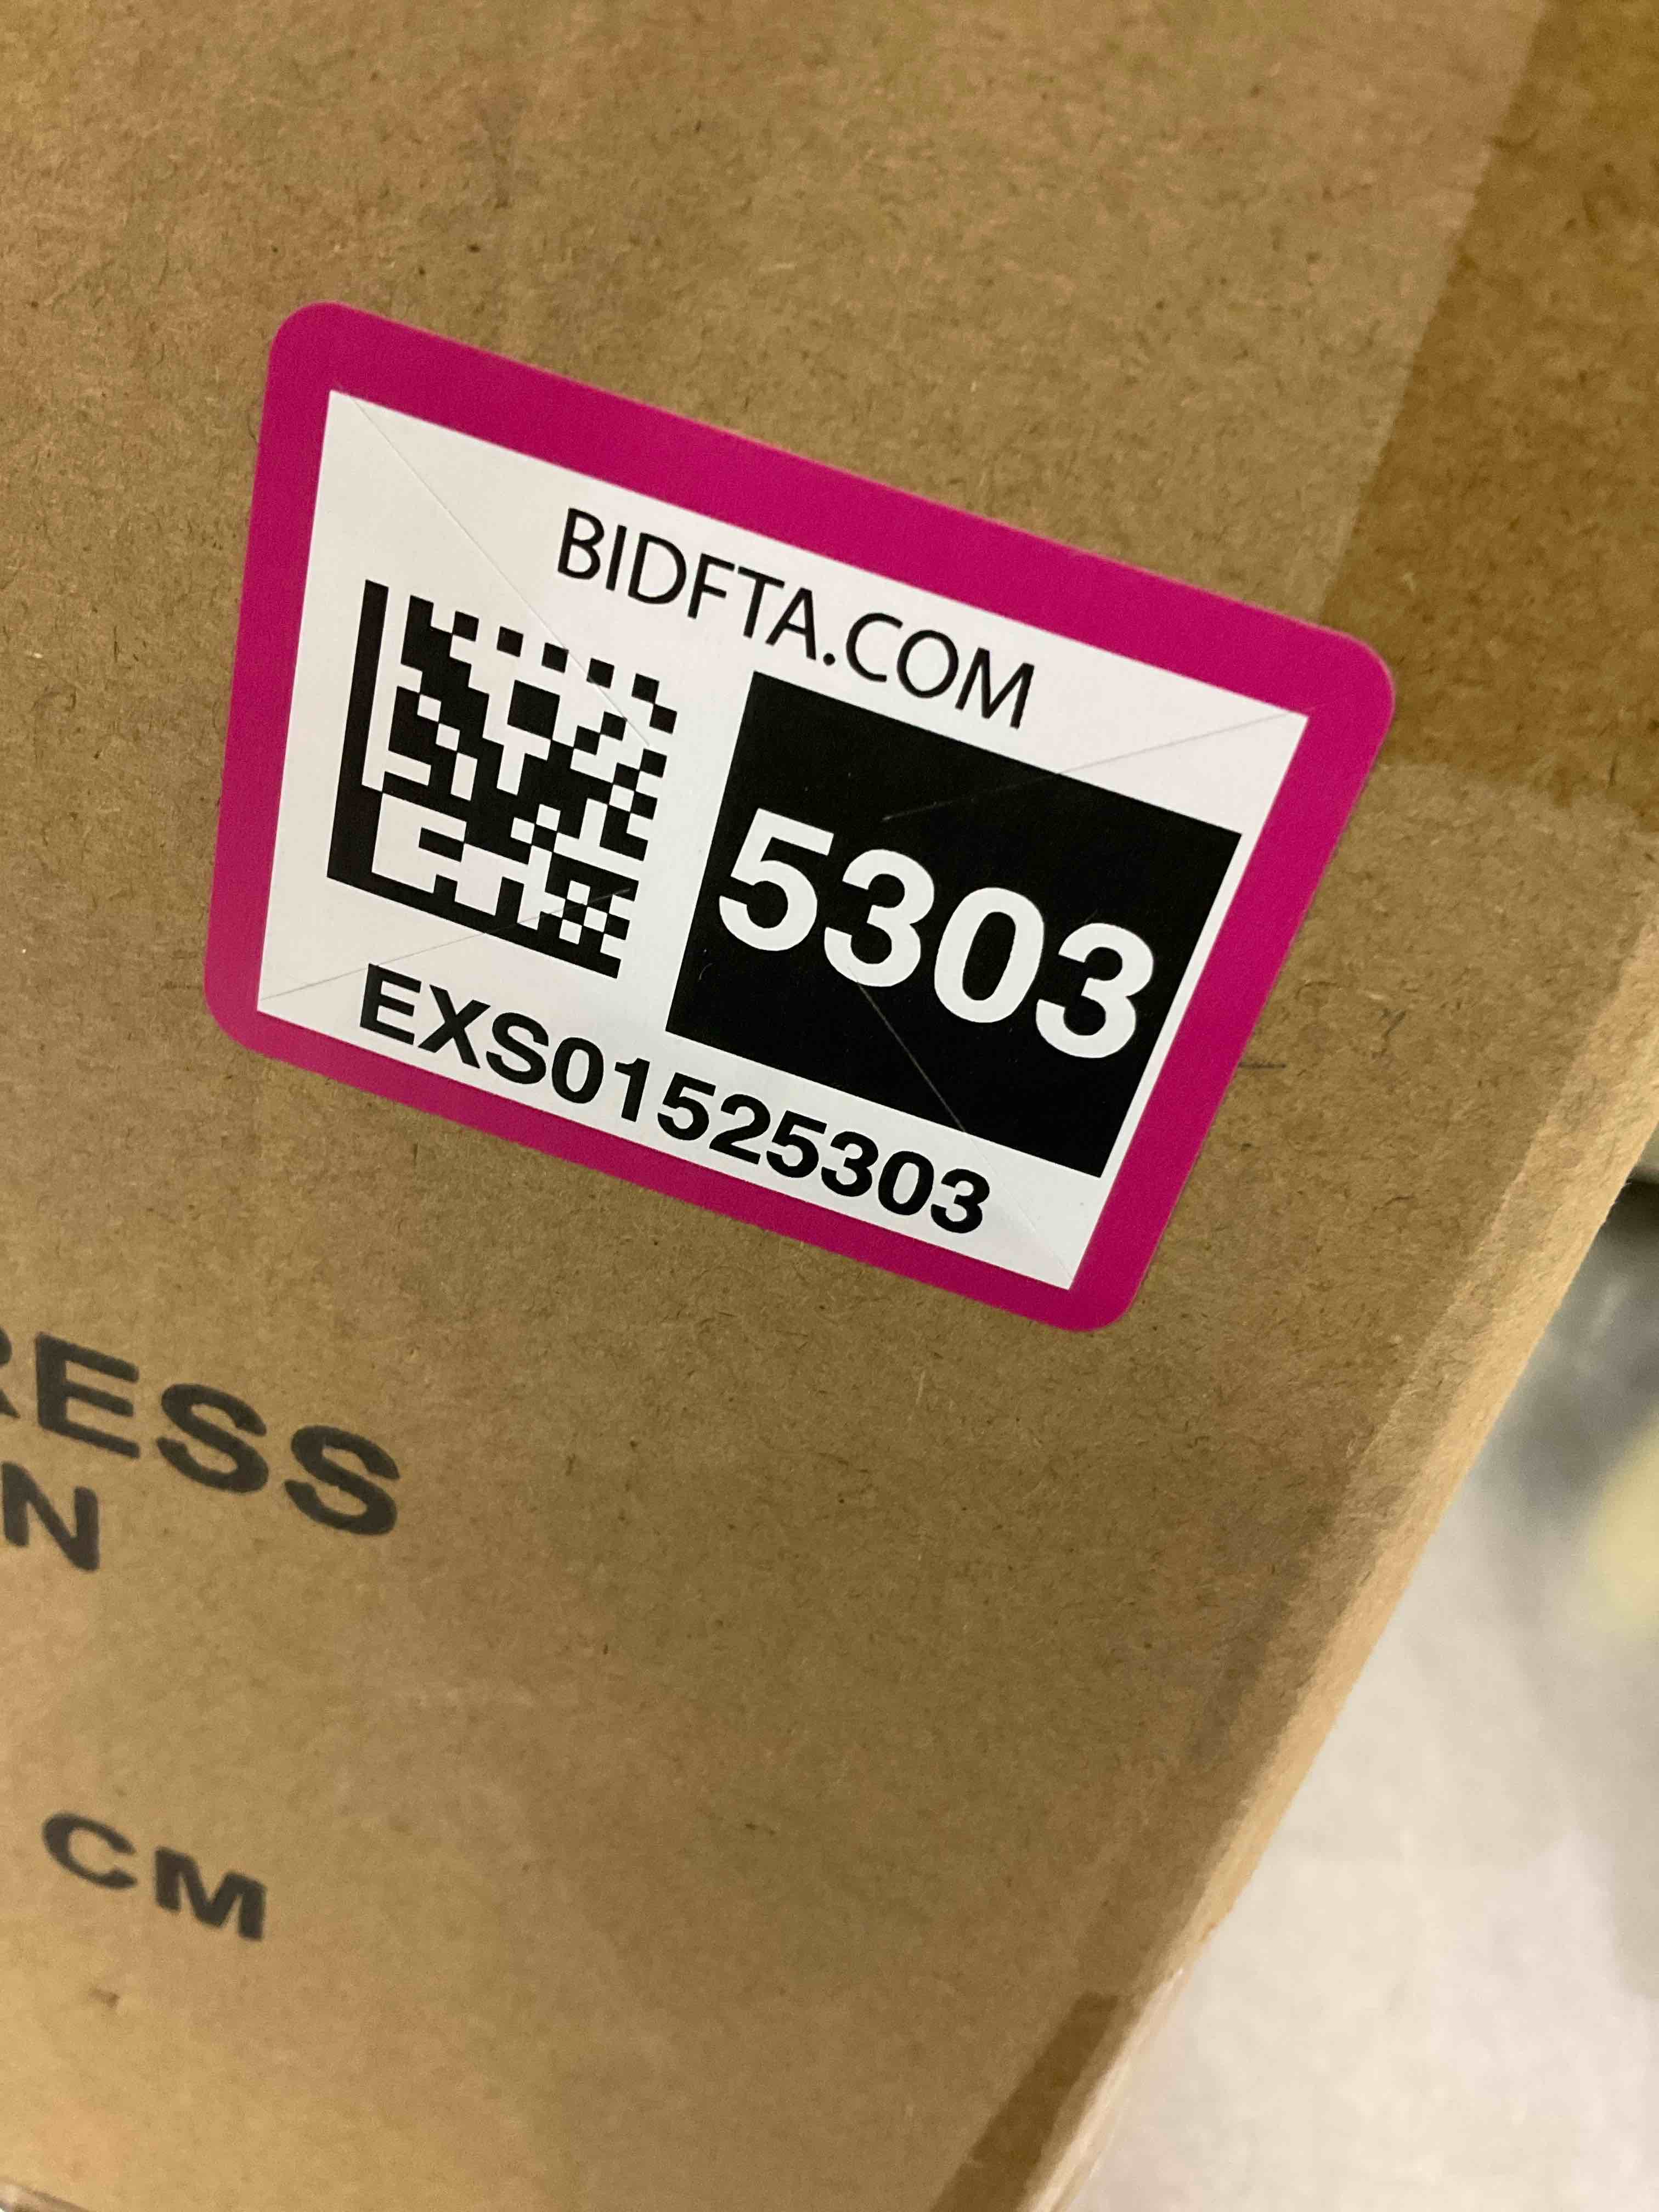 BIDFTA.COM
5303
EXS01525303
RESS
N
CM